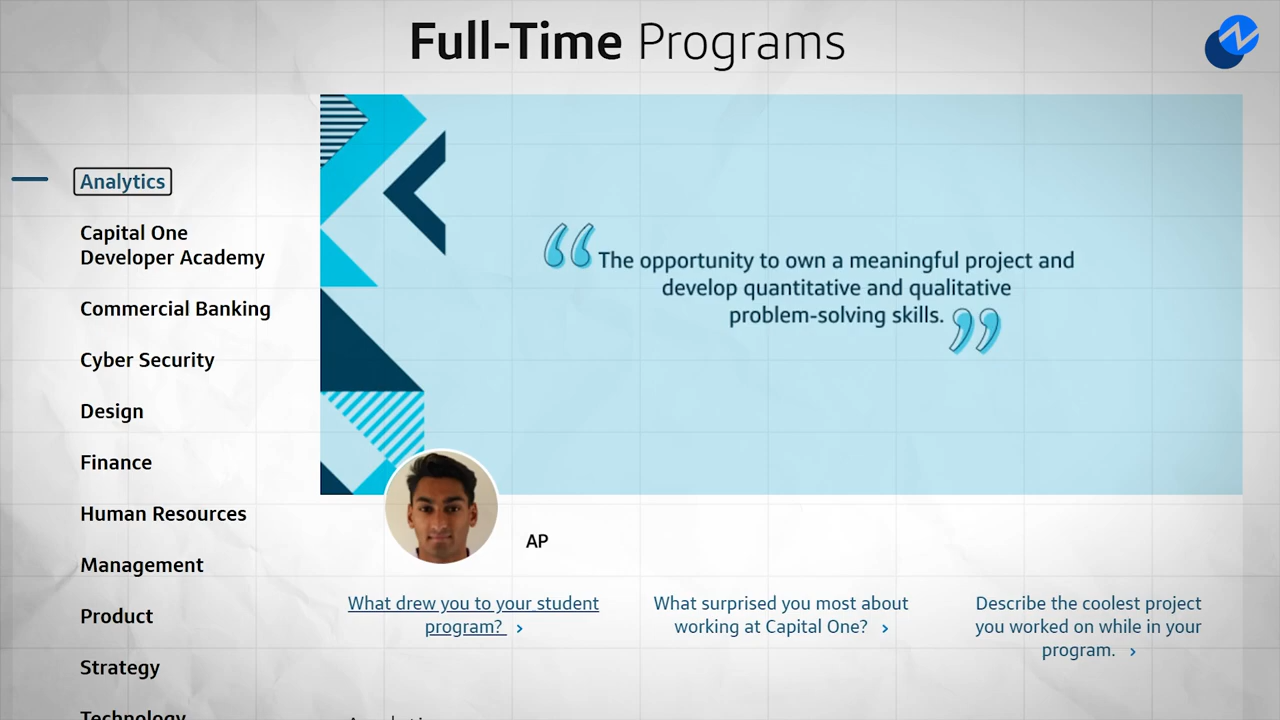 Full-Time Programs
Analytics
Capital One
Developer Academy
Commercial Banking
Cyber Security
Design
Finance
Human Resources
Management
Product
Strategy
Technology
“The opportunity to own a meaningful project and
develop quantitative and qualitative
problem-solving skills.”
AP
What drew you to your student
program? ›
What surprised you most about
working at Capital One? ›
Describe the coolest project
you worked on while in your
program. ›